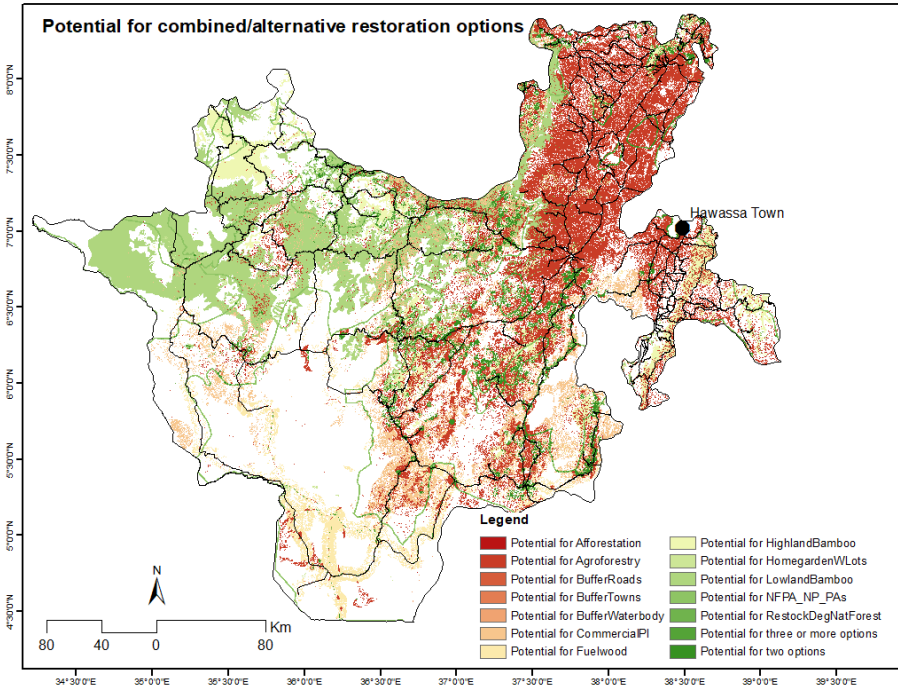 Potential for combined/alternative restoration options
8°0'0"N
7°30'0"N
7°0'0"N
6°30'0"N
6°0'0"N
5°30'0"N
5°0'0"N
4°30'0"N
Hawassa Town
N
Km
80 40 0 80
Legend
Potential for Afforestation
Potential for Agroforestry
Potential for BufferRoads
Potential for BufferTowns
Potential for BufferWaterbody
Potential for CommercialPl
Potential for Fuelwood
Potential for HighlandBamboo
Potential for HomegardenWLots
Potential for LowlandBamboo
Potential for NFPA_NP_PAs
Potential for RestockDegNatForest
Potential for three or more options
Potential for two options
34°30'0"E 35°0'0"E 35°30'0"E 36°0'0"E 36°30'0"E 37°0'0"E 37°30'0"E 38°0'0"E 38°30'0"E 39°0'0"E